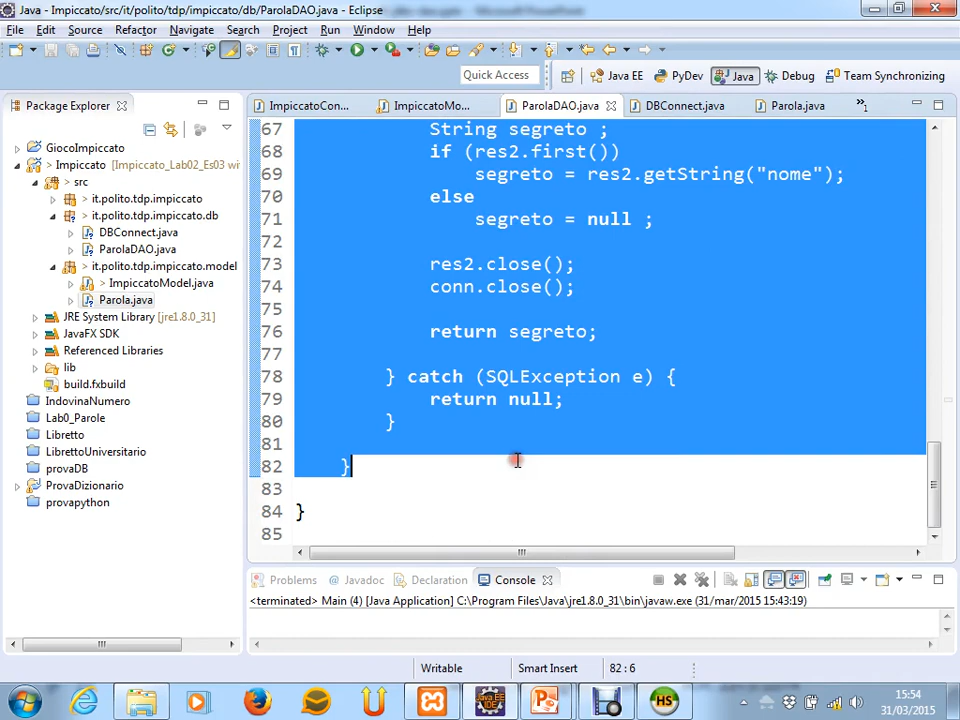 Java - Impiccato/src/it/polito/tdp/impiccato/db/ParolaDAO.java - Eclipse
File Edit Source Refactor Navigate Search Project Run Window Help
Quick Access Java EE PyDev Java Debug Team Synchronizing
Package Explorer
ImpiccatoCon... ImpiccatoMo... ParolaDAO.java DBConnect.java Parola.java »1
GiocoImpiccato
> Impiccato [Impiccato_Lab02_Es03 wi
> src
it.polito.tdp.impiccato
it.polito.tdp.impiccato.db
DBConnect.java
ParolaDAO.java
> it.polito.tdp.impiccato.model
> ImpiccatoModel.java
Parola.java
JRE System Library [jre1.8.0_31]
JavaFX SDK
Referenced Libraries
lib
build.fxbuild
IndovinaNumero
Lab0_Parole
Libretto
LibrettoUniversitario
provaDB
ProvaDizionario
provapython
67 String segreto ;
68 if (res2.first())
69 segreto = res2.getString("nome");
70 else
71 segreto = null ;
72
73 res2.close();
74 conn.close();
75
76 return segreto;
77
78 } catch (SQLException e) {
79 return null;
80 }
81
82 }
83
84 }
85
Problems Javadoc Declaration Console
<terminated> Main (4) [Java Application] C:\Program Files\Java\jre1.8.0_31\bin\javaw.exe (31/mar/2015 15:43:19)
Writable Smart Insert 82 : 6
Java EE IDE HS 15:54
31/03/2015